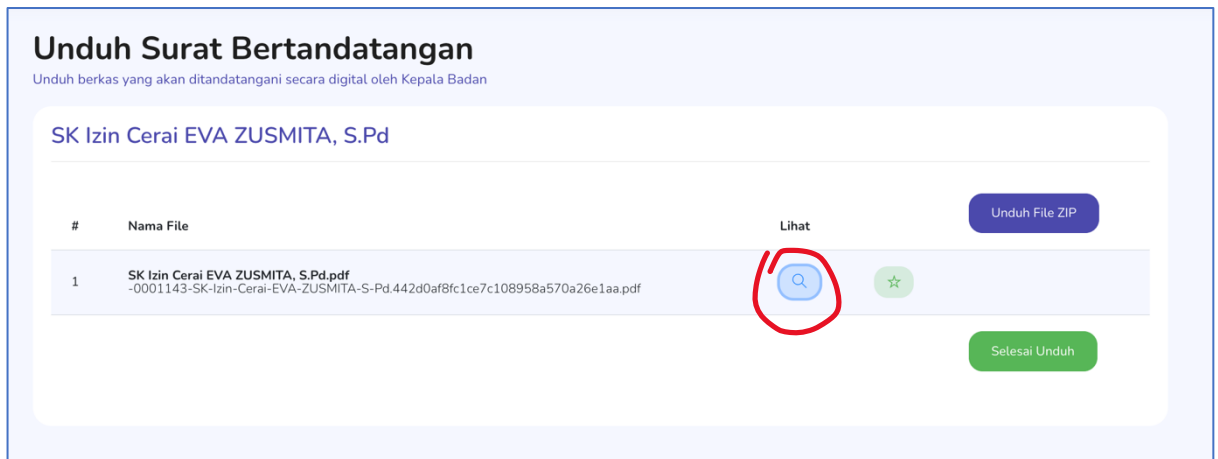 Unduh Surat Bertandatangan
Unduh berkas yang akan ditandatangani secara digital oleh Kepala Badan
SK Izin Cerai EVA ZUSMITA, S.Pd
Unduh File ZIP
# Nama File Lihat
1 SK Izin Cerai EVA ZUSMITA, S.Pd.pdf
-0001143-SK-Izin-Cerai-EVA-ZUSMITA-S-Pd.442d0af8fc1ce7c108958a570a26e1aa.pdf
Selesai Unduh